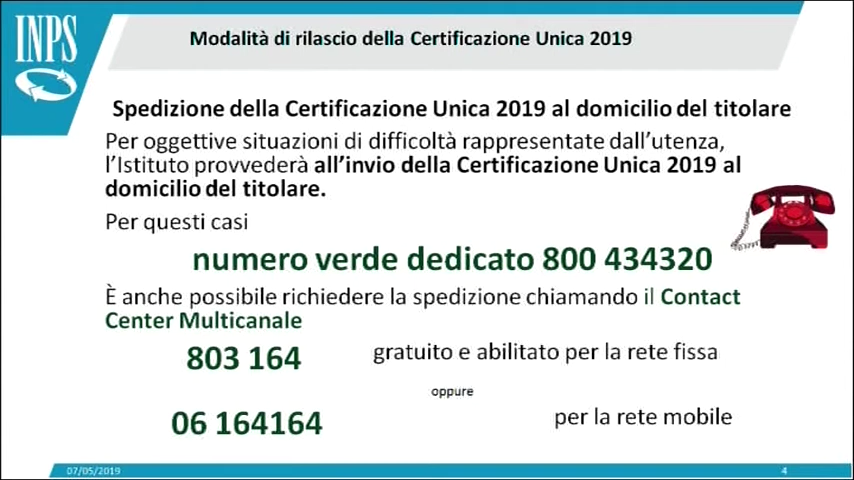 INPS
Modalità di rilascio della Certificazione Unica 2019
Spedizione della Certificazione Unica 2019 al domicilio del titolare
Per oggettive situazioni di difficoltà rappresentate dall'utenza,
l'Istituto provvederà all'invio della Certificazione Unica 2019 al
domicilio del titolare.
Per questi casi
numero verde dedicato 800 434320
È anche possibile richiedere la spedizione chiamando il Contact
Center Multicanale
803 164 gratuito e abilitato per la rete fissa
oppure
06 164164 per la rete mobile
07/05/2019 4